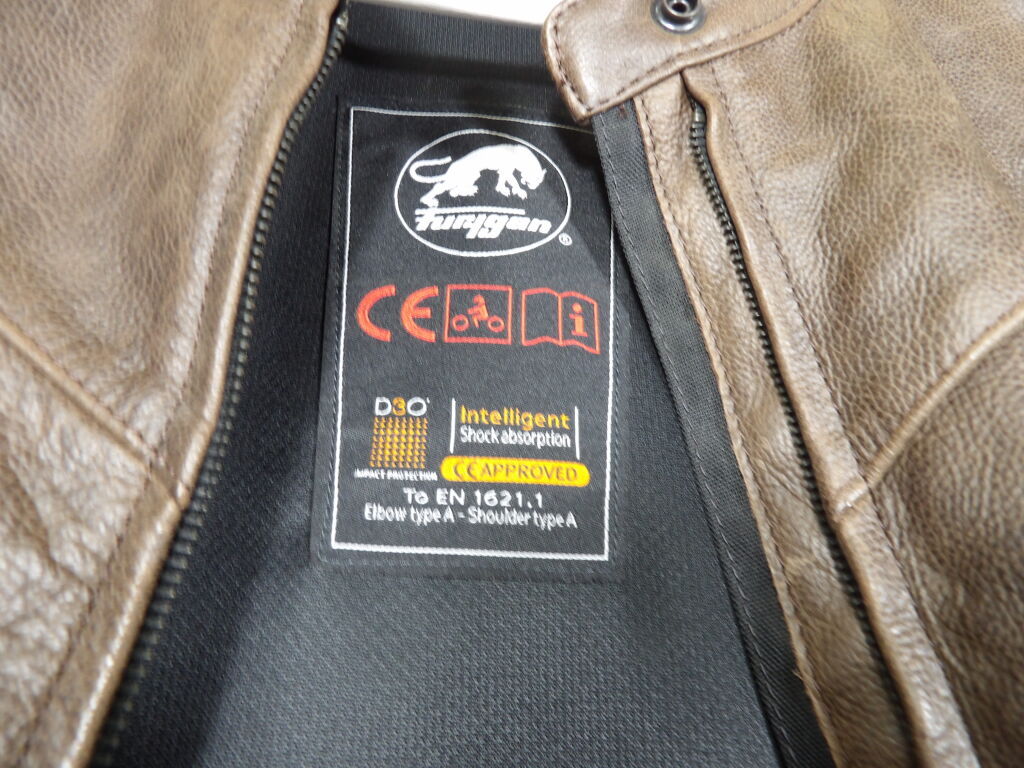 furygan
®
CE
i
D3O
Intelligent
Shock absorption
IMPACT PROTECTION
CE APPROVED
To EN 1621.1
Elbow type A - Shoulder type A